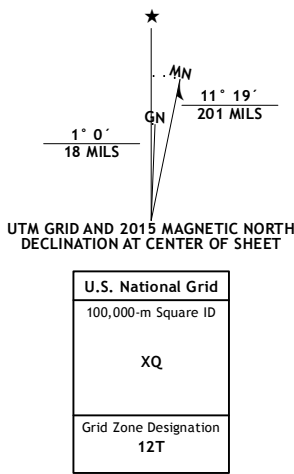 ★
MN
GN
11° 19´
201 MILS
1° 0´
18 MILS
UTM GRID AND 2015 MAGNETIC NORTH
DECLINATION AT CENTER OF SHEET
U.S. National Grid
100,000-m Square ID
XQ
Grid Zone Designation
12T